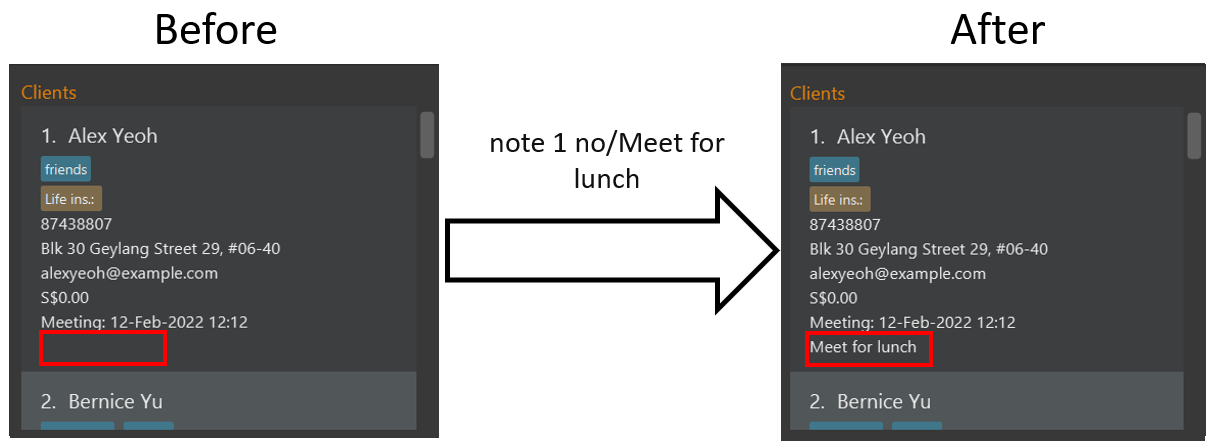 Before
After
Clients
1. Alex Yeoh
friends
Life ins.:
87438807
Blk 30 Geylang Street 29, #06-40
alexyeoh@example.com
S$0.00
Meeting: 12-Feb-2022 12:12
2. Bernice Yu
note 1 no/Meet for
lunch
Clients
1. Alex Yeoh
friends
Life ins.:
87438807
Blk 30 Geylang Street 29, #06-40
alexyeoh@example.com
S$0.00
Meeting: 12-Feb-2022 12:12
Meet for lunch
2. Bernice Yu